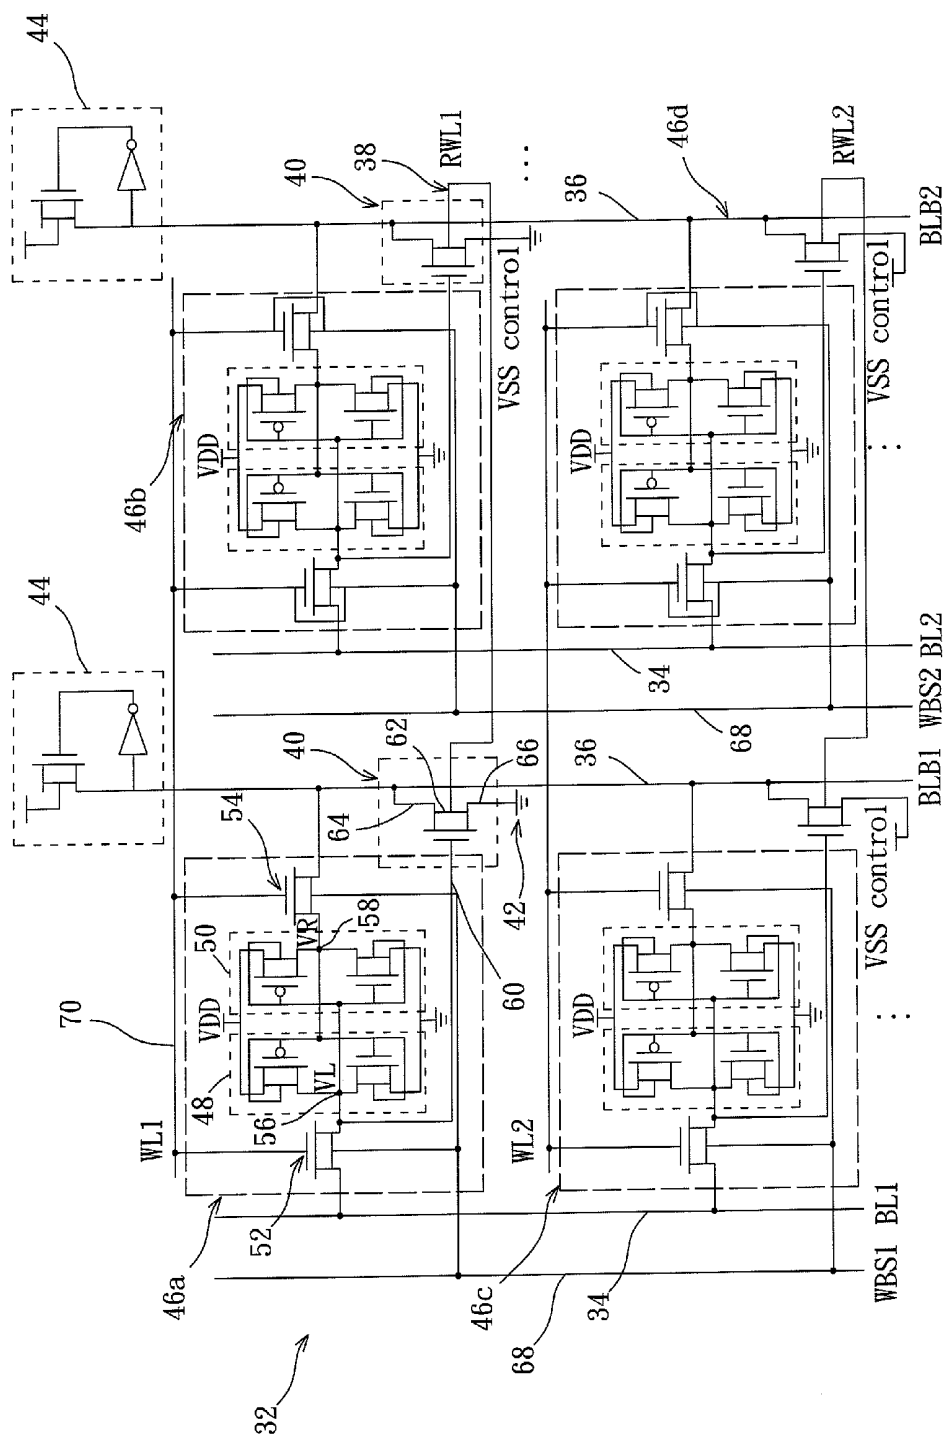 44
44
70
46b
WL1
46a
48
VDD
50
VDD
54
32
52
56
VL
VR
58
40
40
64
38
62
RWL1
46c
42
60
66
VSS control
...
68
WL2
VDD
36
VDD
36
34
34
46d
68
RWL2
VSS control
VSS control
...
...
WBS1
BL1
BLB1
WBS2
BL2
BLB2